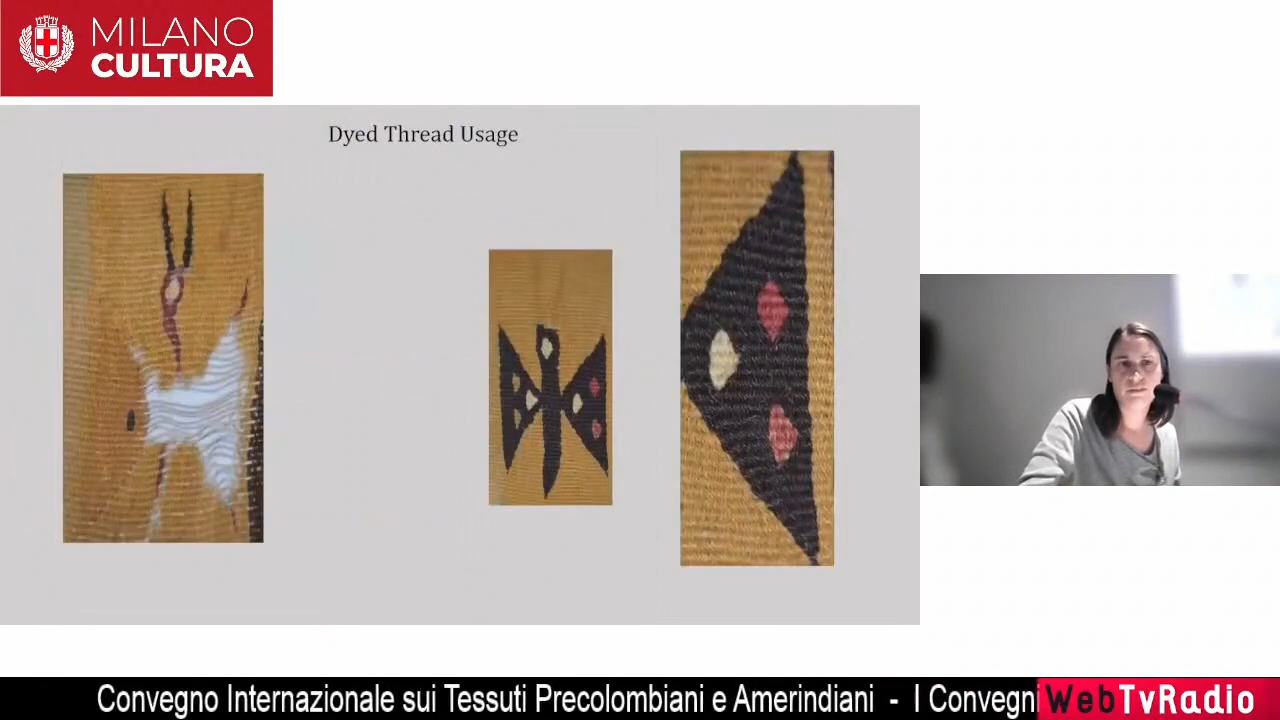 MILANO
CULTURA
Dyed Thread Usage
Convegno Internazionale sui Tessuti Precolombiani e Amerindiani - I Convegni
WebTvRadio